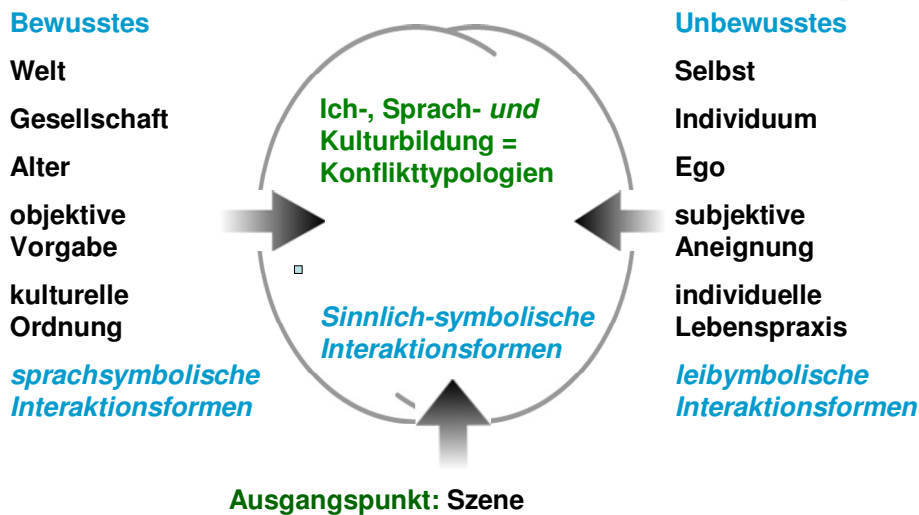 Bewusstes
Welt
Gesellschaft
Alter
objektive
Vorgabe
kulturelle
Ordnung
sprachsymbolische
Interaktionsformen
Ich-, Sprach- und
Kulturbildung =
Konflikttypologien
Sinnlich-symbolische
Interaktionsformen
Unbewusstes
Selbst
Individuum
Ego
subjektive
Aneignung
individuelle
Lebenspraxis
leibymbolische
Interaktionsformen
Ausgangspunkt: Szene